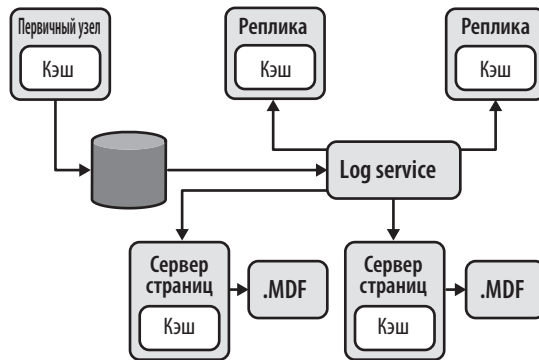 Первичный узел
Кэш
Реплика
Кэш
Реплика
Кэш
Log service
Сервер
страниц
Кэш
.MDF
Сервер
страниц
Кэш
.MDF